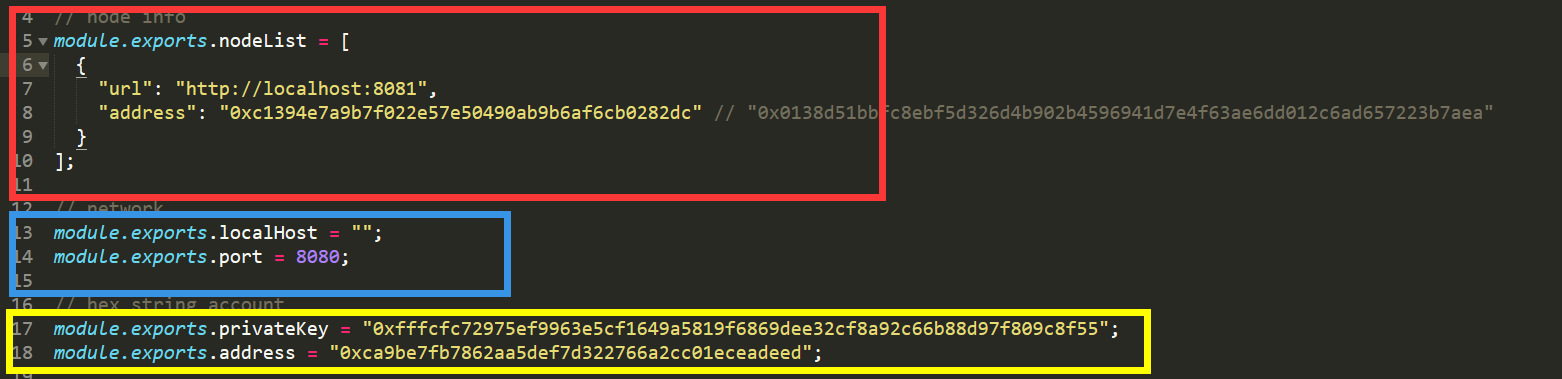 4 // node info
5 module.exports.nodeList = [
6 {
7 "url": "http://localhost:8081",
8 "address": "0xc1394e7a9b7f022e57e50490ab9b6af6cb0282dc" // "0x0138d51bbfc8ebf5d326d4b902b4596941d7e4f63ae6dd012c6ad657223b7aea"
9 }
10 ];
11
12 // network
13 module.exports.localHost = "";
14 module.exports.port = 8080;
15
16 // hex string account
17 module.exports.privateKey = "0xfffcfc72975ef9963e5cf1649a5819f6869dee32cf8a92c66b88d97f809c8f55";
18 module.exports.address = "0xca9be7fb7862aa5def7d322766a2cc01eceadeed";
19